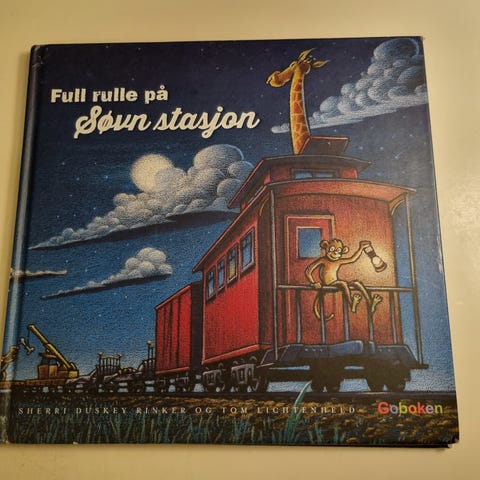 Full rulle på
Søvn stasjon
SHERRI DUSKEY RINKER OG TOM LICHTENHELD
Goboken